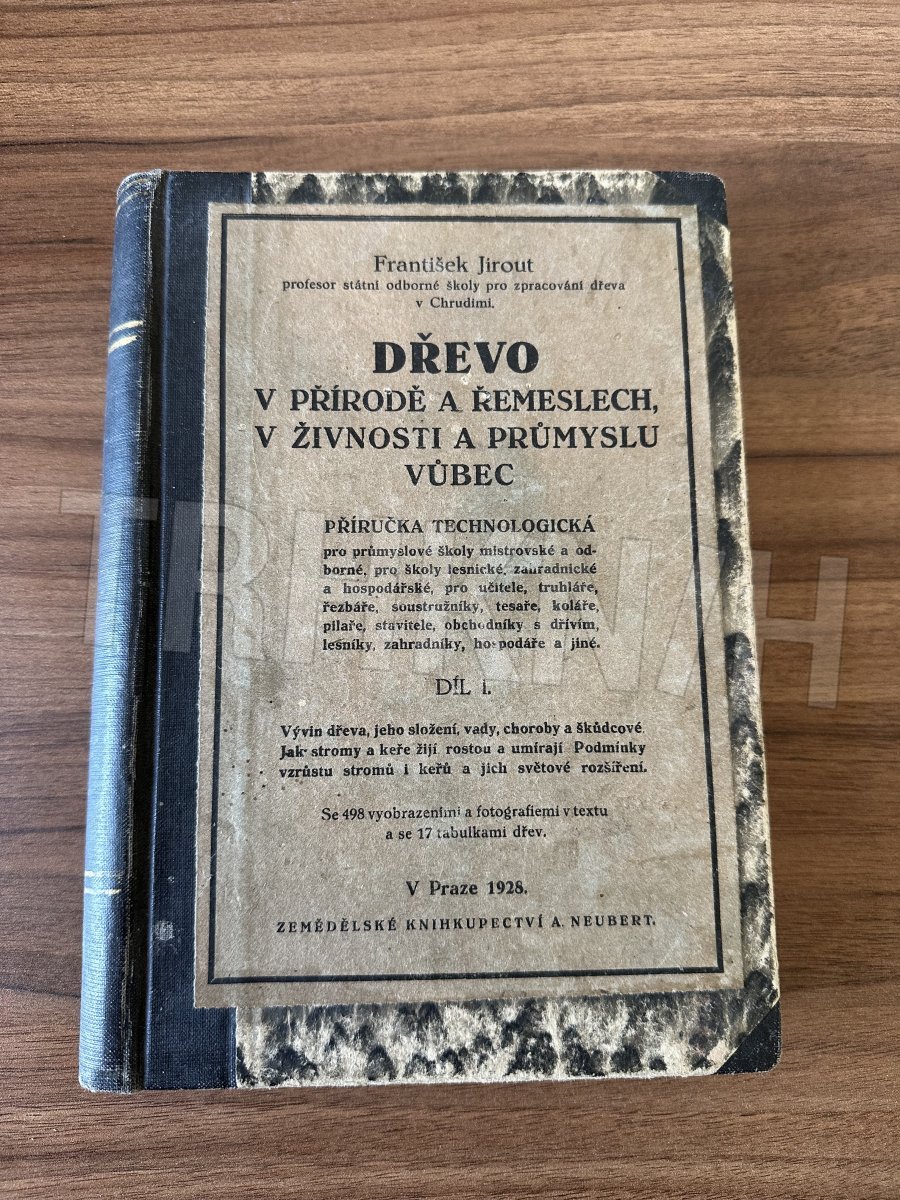 František Jirout
profesor státní odborné školy pro zpracování dřeva
v Chrudimi.
DŘEVO
V PŘÍRODĚ A ŘEMESLECH,
V ŽIVNOSTI A PRŮMYSLU
VŮBEC
PŘÍRUČKA TECHNOLOGICKÁ
pro průmyslové školy mistrovské a od-
borné, pro školy lesnické, zahradnické
a hospodářské, pro učitele, truhláře,
řezbáře, soustružníky, tesaře, koláře,
pilaře, stavitele, obchodníky s dřívím,
lesníky, zahradníky, hospodáře a jiné.
DÍL I.
Vývin dřeva, jeho složení, vady, choroby a škůdcové
Jak stromy a keře žijí rostou a umírají Podmínky
vzrůstu stromů i keřů a jich světové rozšíření.
Se 498 vyobrazeními a fotografiemi v textu
a se 17 tabulkami dřev.
V Praze 1928.
ZEMĚDĚLSKÉ KNIHKUPECTVÍ A. NEUBERT.